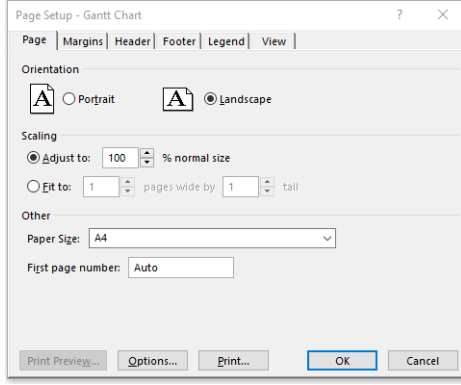 Page Setup - Gantt Chart ? ×
Page Margins Header Footer Legend View
Orientation
A Portrait A Landscape
Scaling
Adjust to: 100 % normal size
Fit to: 1 pages wide by 1 tall
Other
Paper Size: A4
First page number: Auto
Print Preview... Options... Print... OK Cancel